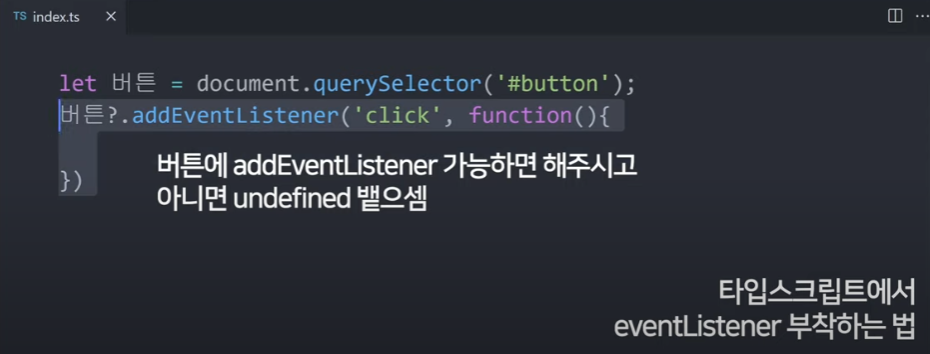 TS index.ts
let 버튼 = document.querySelector('#button');
버튼?.addEventListener('click', function(){
버튼에 addEventListener 가능하면 해주시고
아니면 undefined 뱉으셈
})
타입스크립트에서
eventListener 부착하는 법